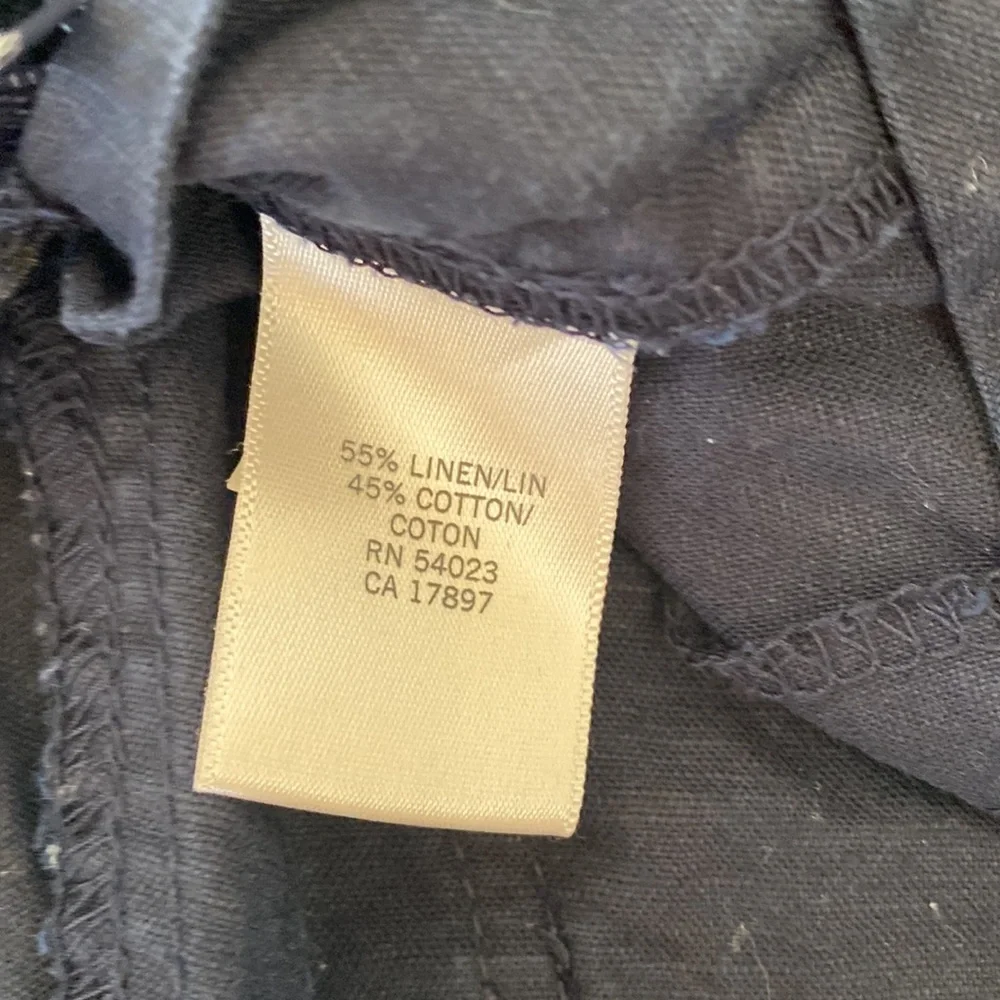 55% LINEN/LIN
45% COTTON/
COTON
RN 54023
CA 17897